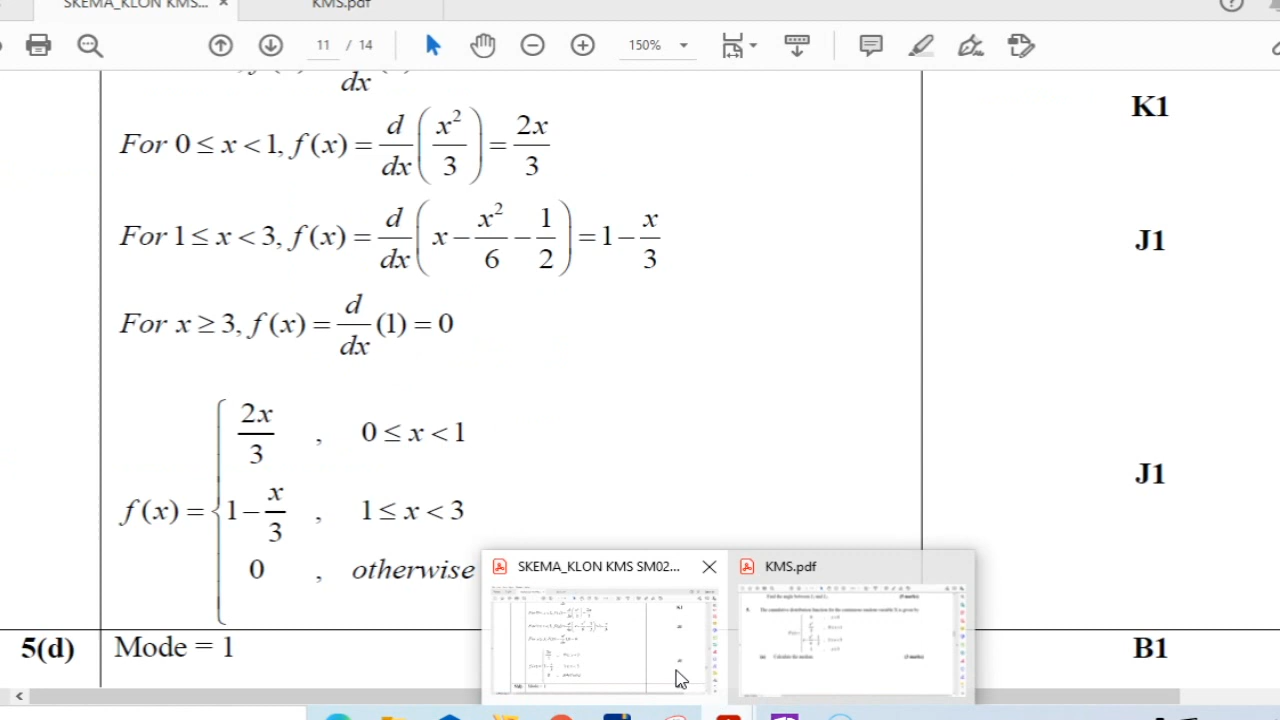 SKEMA_KLON KMS... × KMS.pdf
11 / 14 150%
dx
K1
For 0 ≤ x < 1, f(x) = d/dx (x²/3) = 2x/3
For 1 ≤ x < 3, f(x) = d/dx (x − x²/6 − 1/2) = 1 − x/3
J1
For x ≥ 3, f(x) = d/dx (1) = 0
f(x) = { 2x/3 , 0 ≤ x < 1
1 − x/3 , 1 ≤ x < 3
0 , otherwise
J1
SKEMA_KLON KMS SM02... KMS.pdf
5(d) Mode = 1 B1